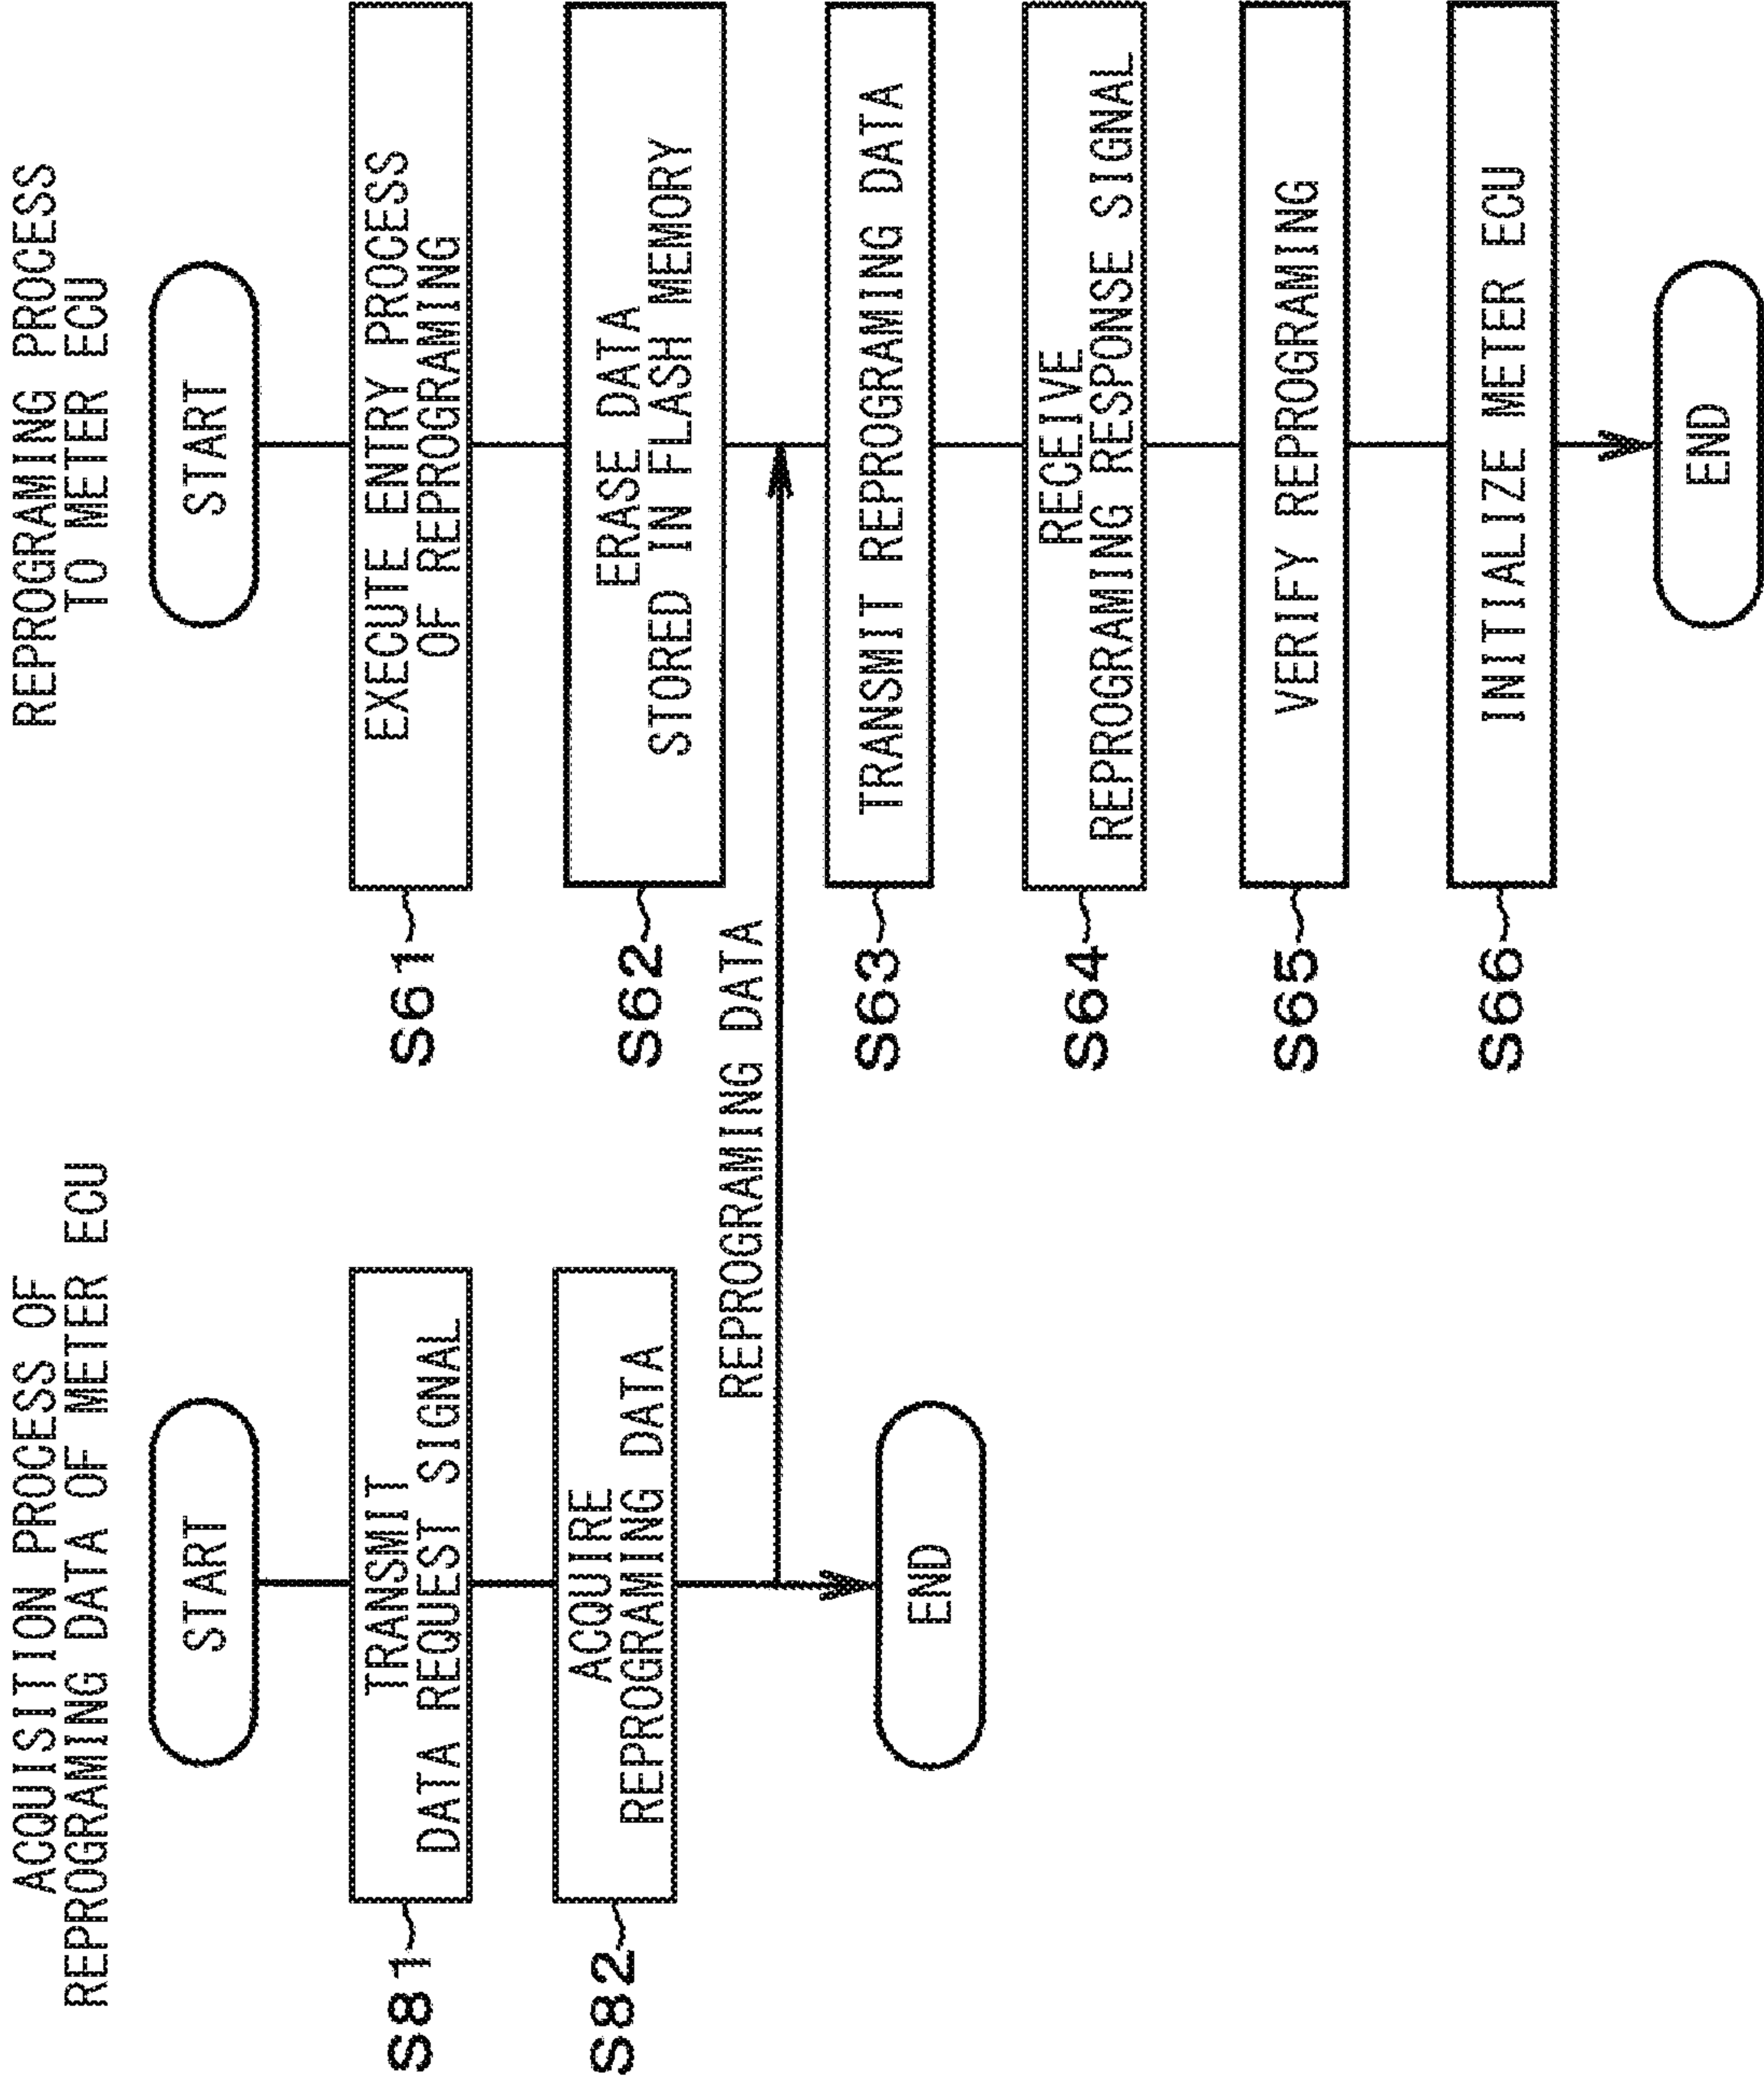 ACQUISITION PROCESS OF
REPROGRAMING DATA OF METER ECU
START
S81
TRANSMIT
DATA REQUEST SIGNAL
S82
ACQUIRE
REPROGRAMING DATA
REPROGRAMING DATA
END
REPROGRAMING PROCESS
TO METER ECU
START
S61
EXECUTE ENTRY PROCESS
OF REPROGRAMING
S62
ERASE DATA
STORED IN FLASH MEMORY
S63
TRANSMIT REPROGRAMING DATA
S64
RECEIVE
REPROGRAMING RESPONSE SIGNAL
S65
VERIFY REPROGRAMING
S66
INITIALIZE METER ECU
END